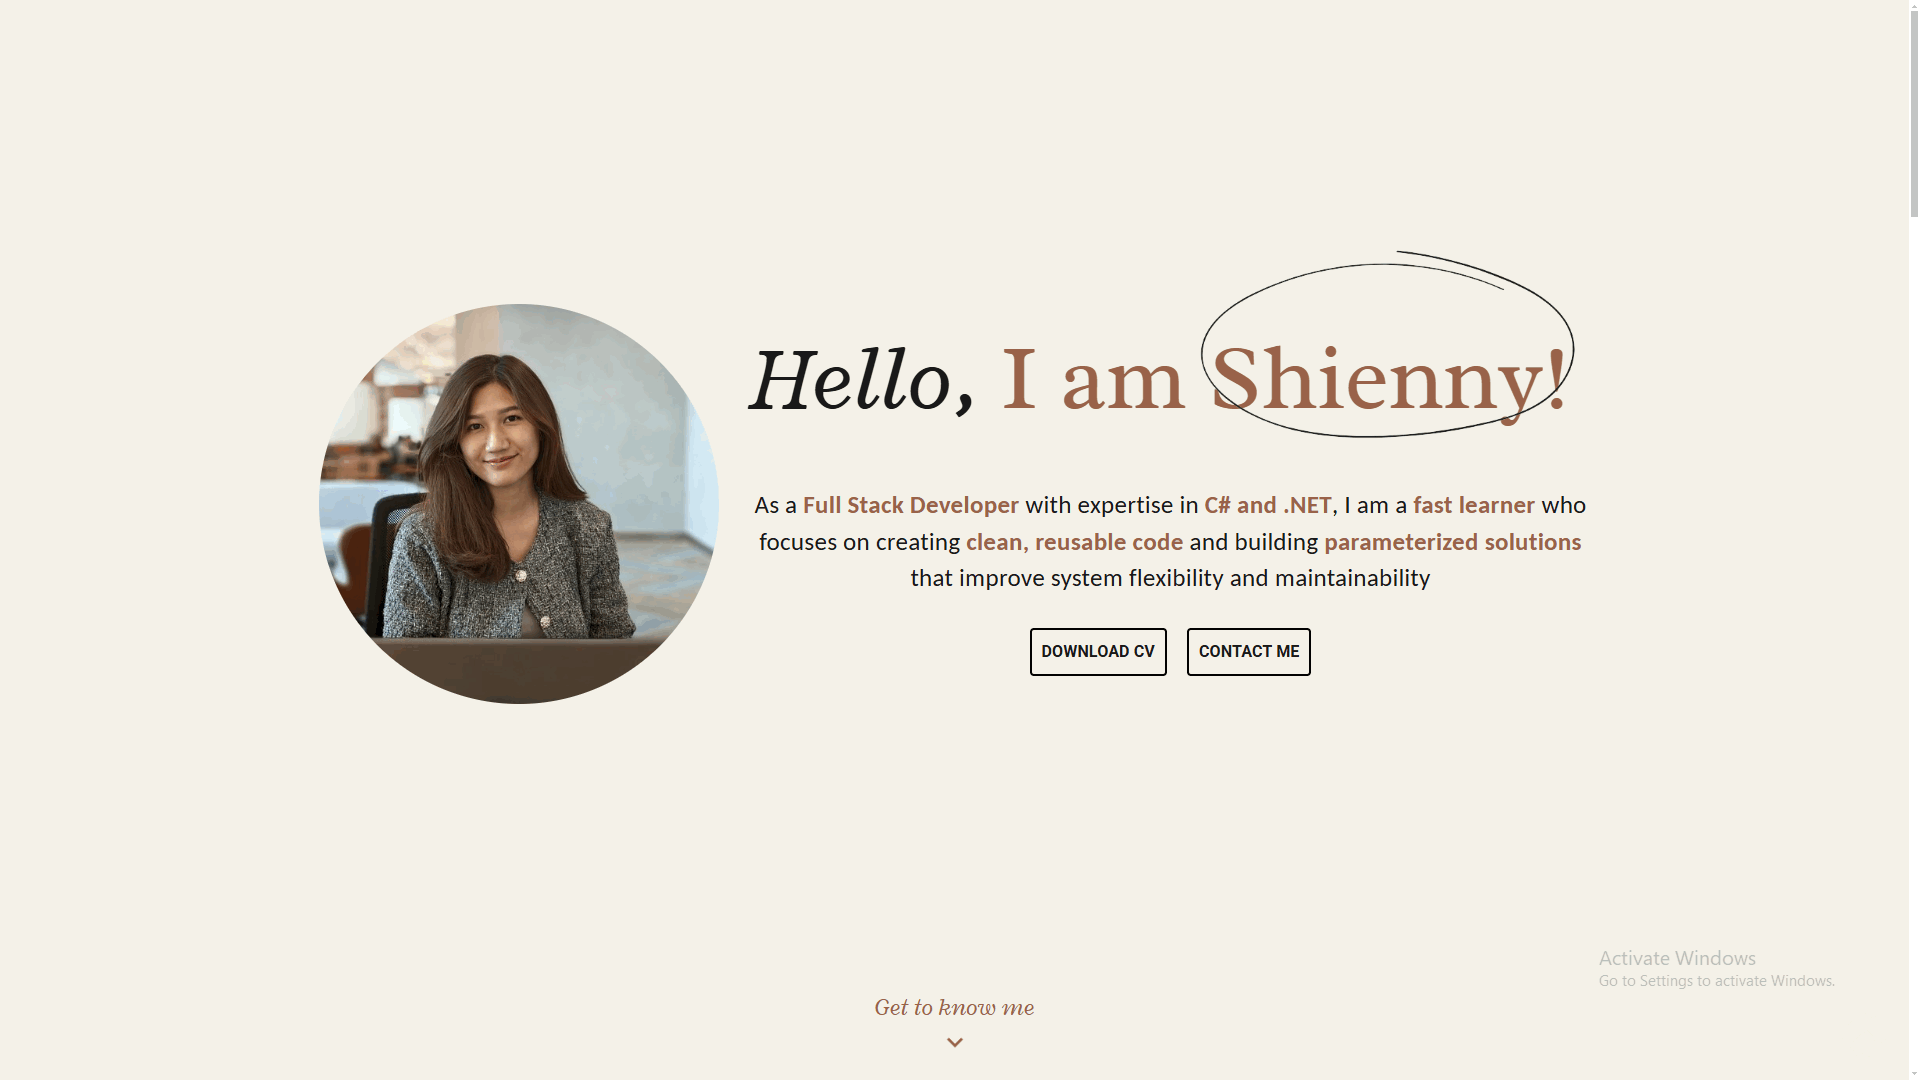 Hello, I am Shienny!
As a Full Stack Developer with expertise in C# and .NET, I am a fast learner who
focuses on creating clean, reusable code and building parameterized solutions
that improve system flexibility and maintainability
DOWNLOAD CV
CONTACT ME
Activate Windows
Go to Settings to activate Windows.
Get to know me